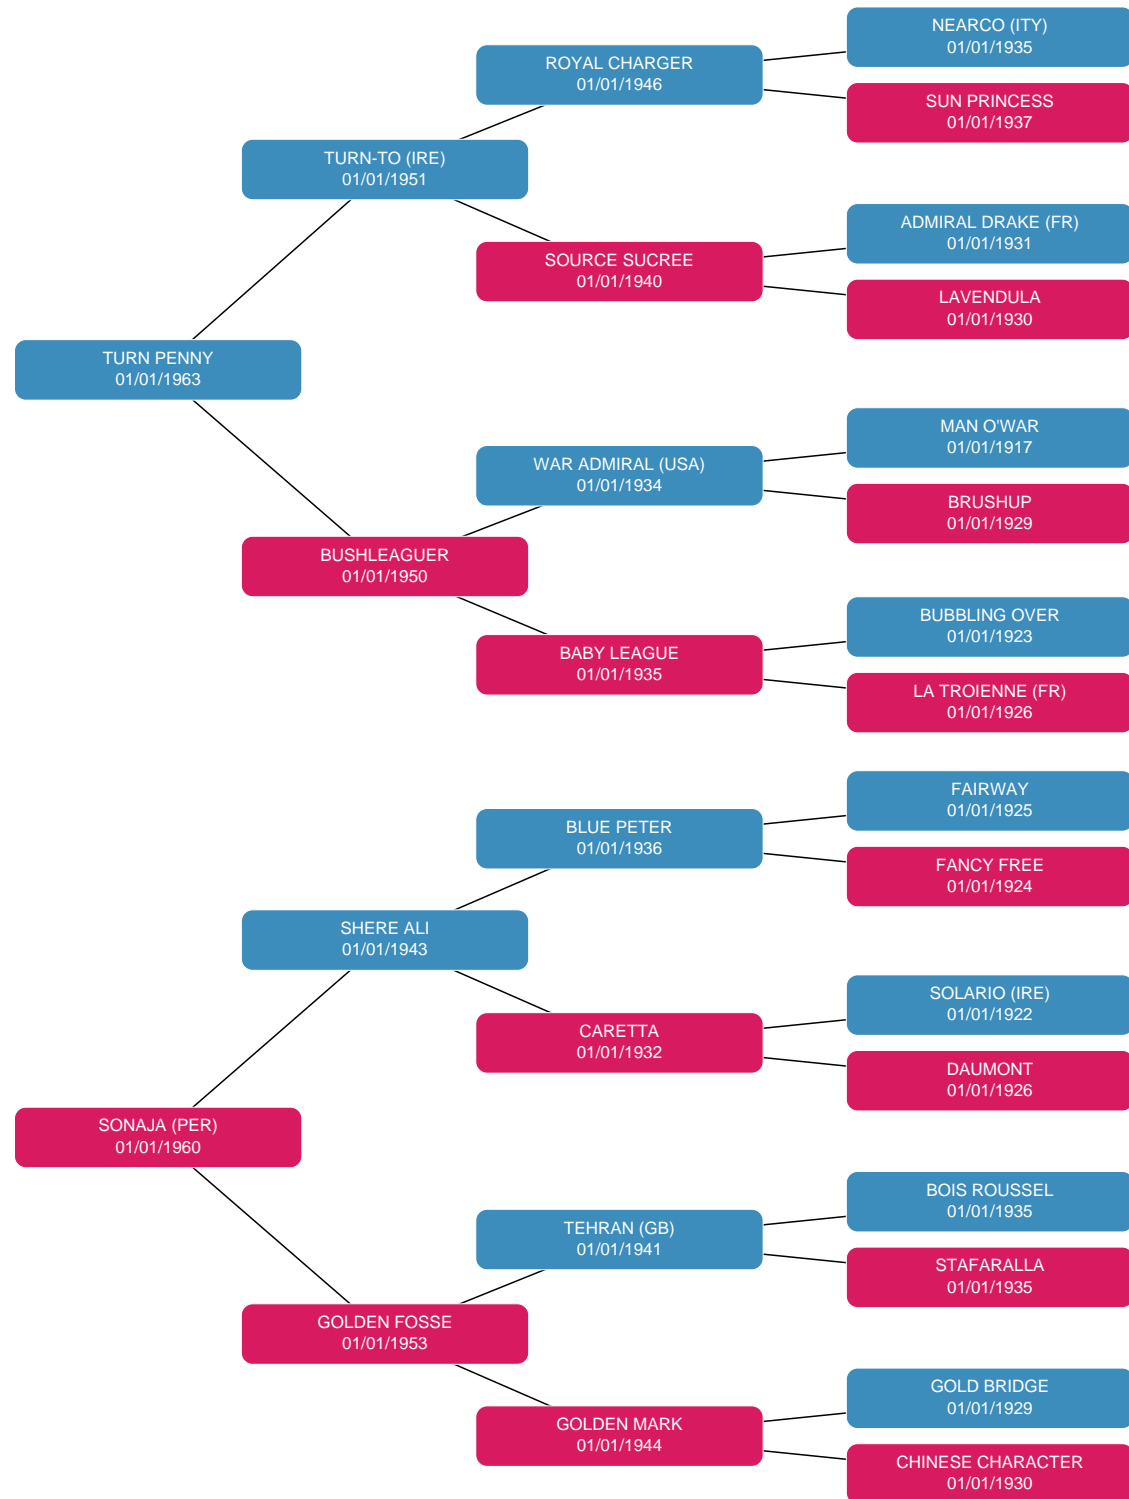 NEARCO (ITY)
01/01/1935
ROYAL CHARGER
01/01/1946
SUN PRINCESS
01/01/1937
TURN-TO (IRE)
01/01/1951
ADMIRAL DRAKE (FR)
01/01/1931
SOURCE SUCREE
01/01/1940
LAVENDULA
01/01/1930
TURN PENNY
01/01/1963
MAN O'WAR
01/01/1917
WAR ADMIRAL (USA)
01/01/1934
BRUSHUP
01/01/1929
BUSHLEAGUER
01/01/1950
BUBBLING OVER
01/01/1923
BABY LEAGUE
01/01/1935
LA TROIENNE (FR)
01/01/1926
FAIRWAY
01/01/1925
BLUE PETER
01/01/1936
FANCY FREE
01/01/1924
SHERE ALI
01/01/1943
SOLARIO (IRE)
01/01/1922
CARETTA
01/01/1932
DAUMONT
01/01/1926
SONAJA (PER)
01/01/1960
BOIS ROUSSEL
01/01/1935
TEHRAN (GB)
01/01/1941
STAFARALLA
01/01/1935
GOLDEN FOSSE
01/01/1953
GOLD BRIDGE
01/01/1929
GOLDEN MARK
01/01/1944
CHINESE CHARACTER
01/01/1930